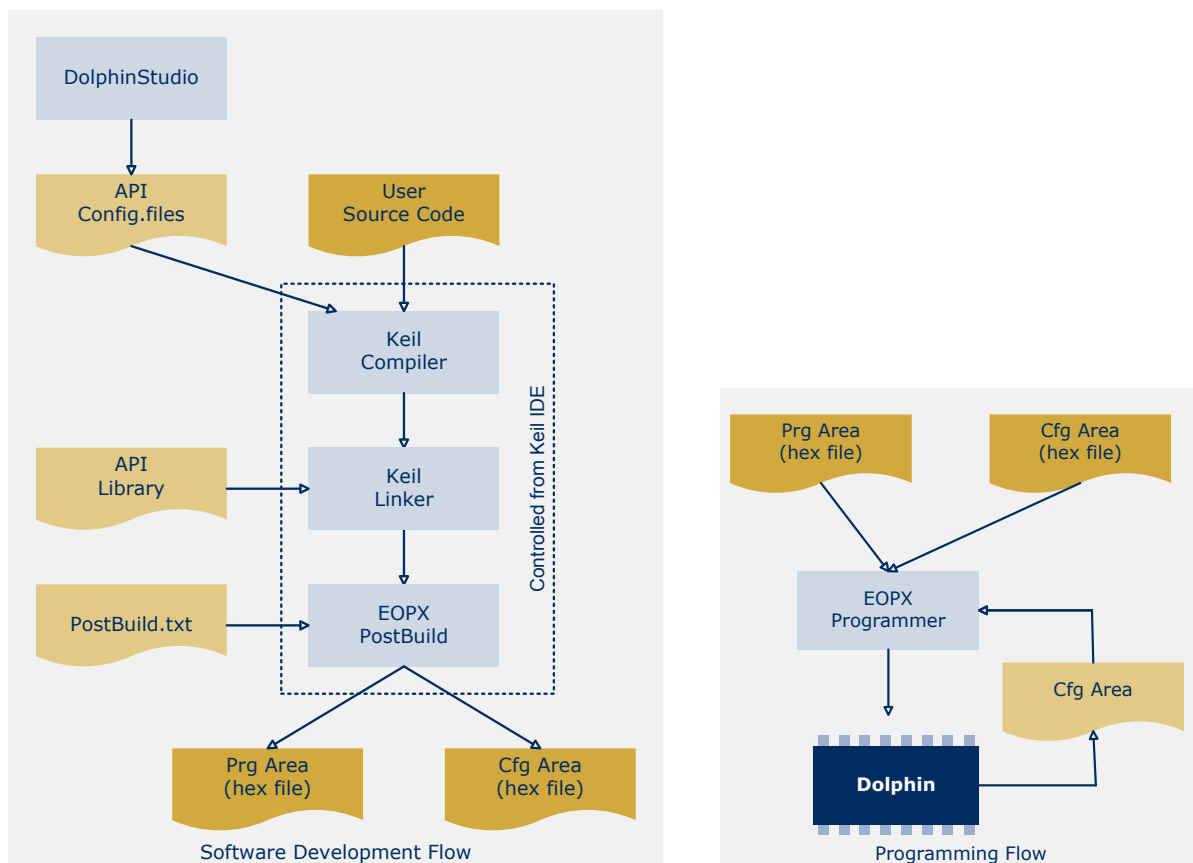 DolphinStudio
API
Config.files
User
Source Code
Keil
Compiler
API
Library
Keil
Linker
Controlled from Keil IDE
PostBuild.txt
EOPX
PostBuild
Prg Area
(hex file)
Cfg Area
(hex file)
Software Development Flow
Prg Area
(hex file)
Cfg Area
(hex file)
EOPX
Programmer
Cfg Area
Dolphin
Programming Flow